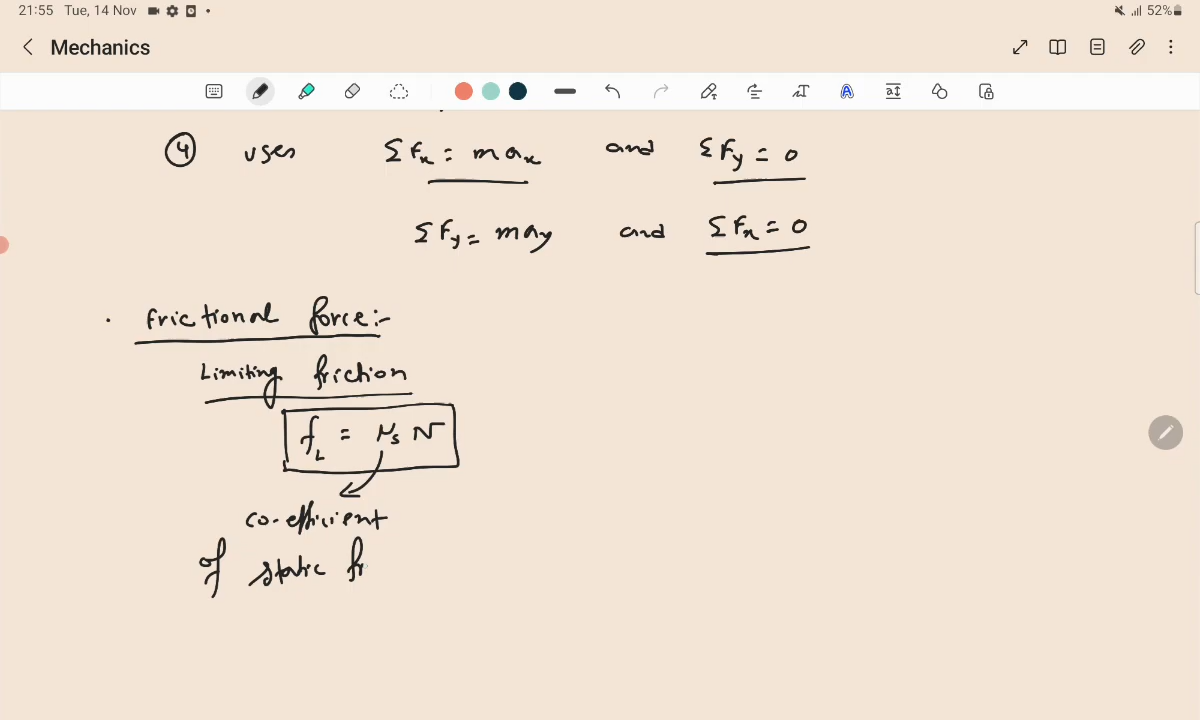 21:55 Tue, 14 Nov 52%
Mechanics
④ uses ΣFx = max and ΣFy = 0
ΣFy = may and ΣFx = 0
· frictional force:-
Limiting friction
fL = μs N
co-efficient
of static fr